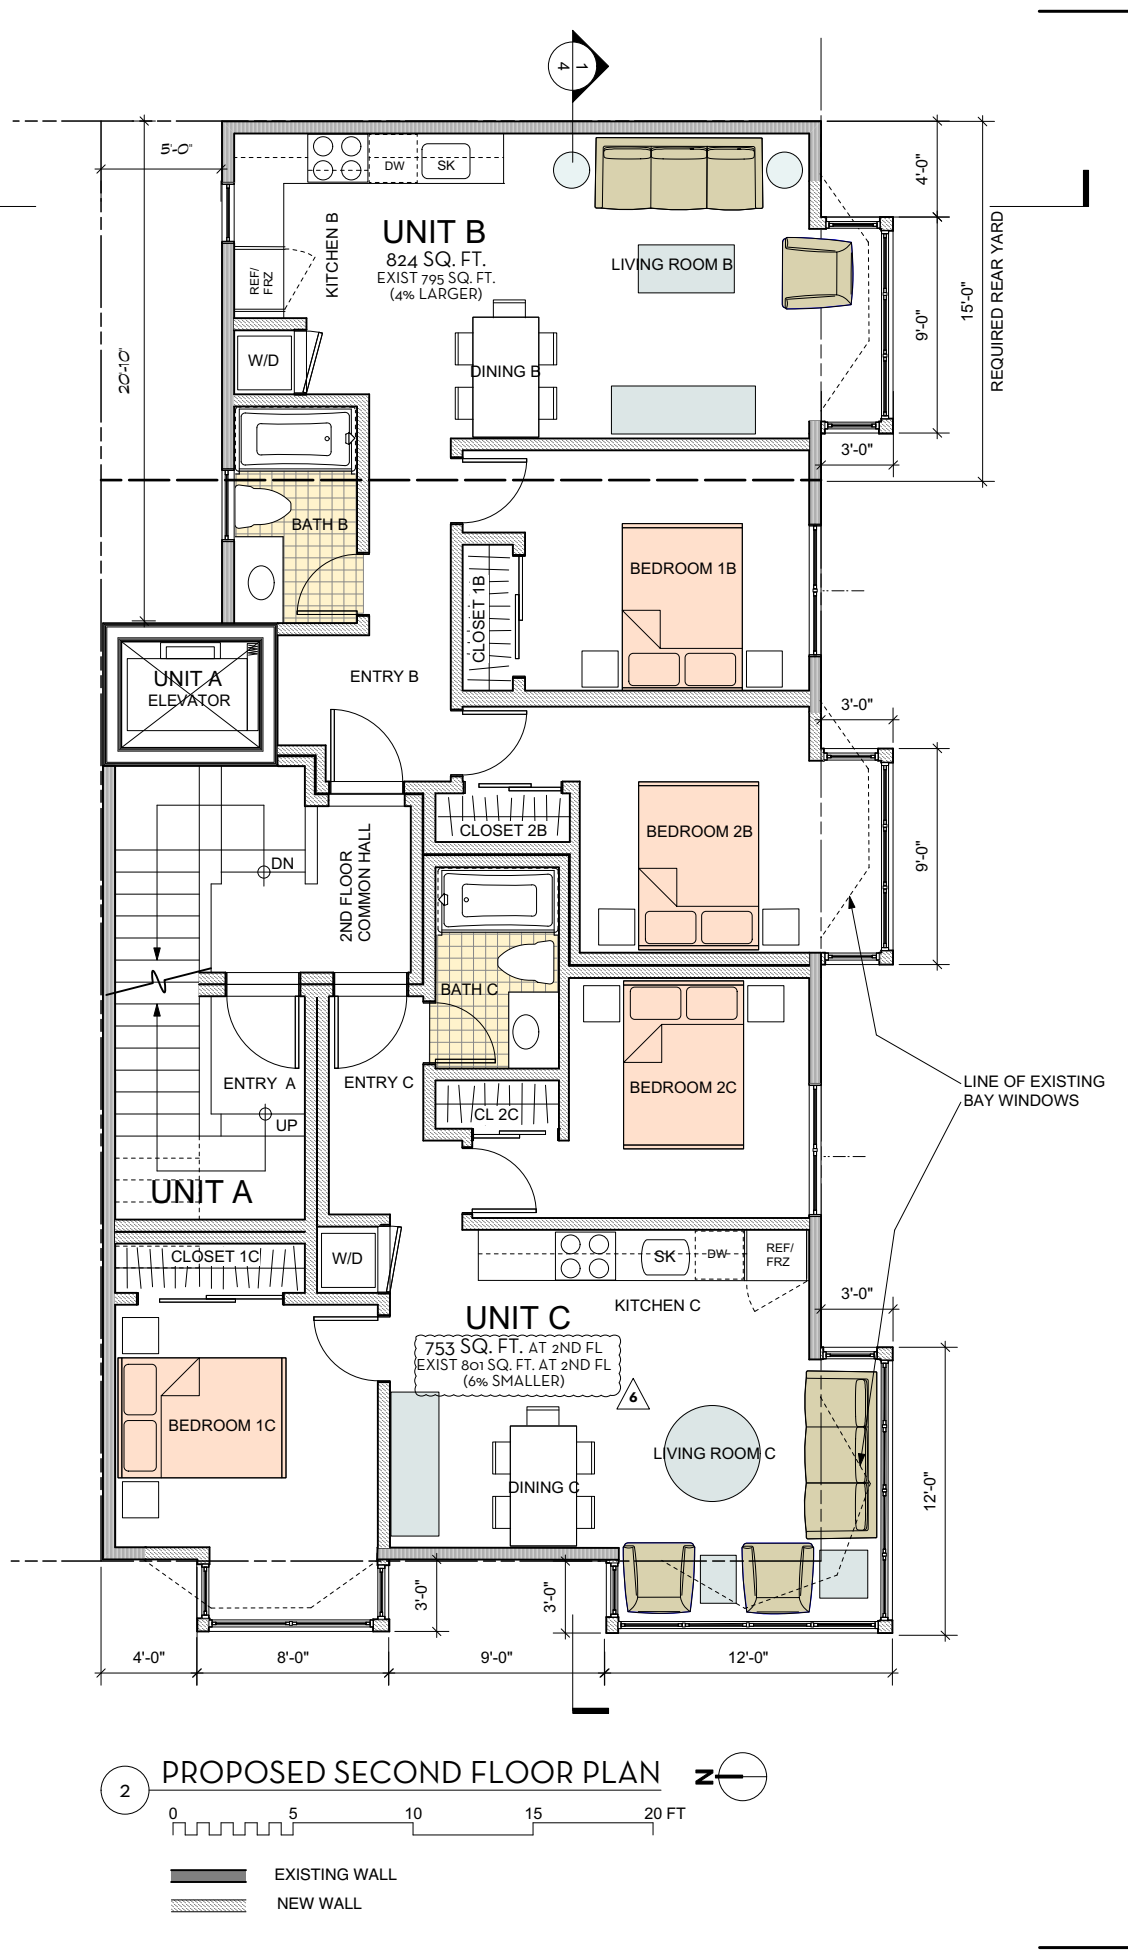 1
4
5'-0"
4'-0"
DW
SK
UNIT B
824 SQ. FT.
EXIST 795 SQ. FT.
(4% LARGER)
KITCHEN B
REF/
FRZ
LIVING ROOM B
9'-0"
15'-0"
REQUIRED REAR YARD
20'-10"
W/D
DINING B
3'-0"
BATH B
BEDROOM 1B
CLOSET 1B
UNIT A
ELEVATOR
ENTRY B
3'-0"
CLOSET 2B
BEDROOM 2B
9'-0"
DN
2ND FLOOR
COMMON HALL
BATH C
ENTRY A
ENTRY C
BEDROOM 2C
LINE OF EXISTING
BAY WINDOWS
UP
CL 2C
UNIT A
CLOSET 1C
W/D
SK
DW
REF/
FRZ
KITCHEN C
3'-0"
UNIT C
753 SQ. FT. AT 2ND FL
EXIST 801 SQ. FT. AT 2ND FL
(6% SMALLER)
6
BEDROOM 1C
LIVING ROOM C
DINING C
12'-0"
3'-0"
3'-0"
4'-0"
8'-0"
9'-0"
12'-0"
2
PROPOSED SECOND FLOOR PLAN
N
0 5 10 15 20 FT
EXISTING WALL
NEW WALL